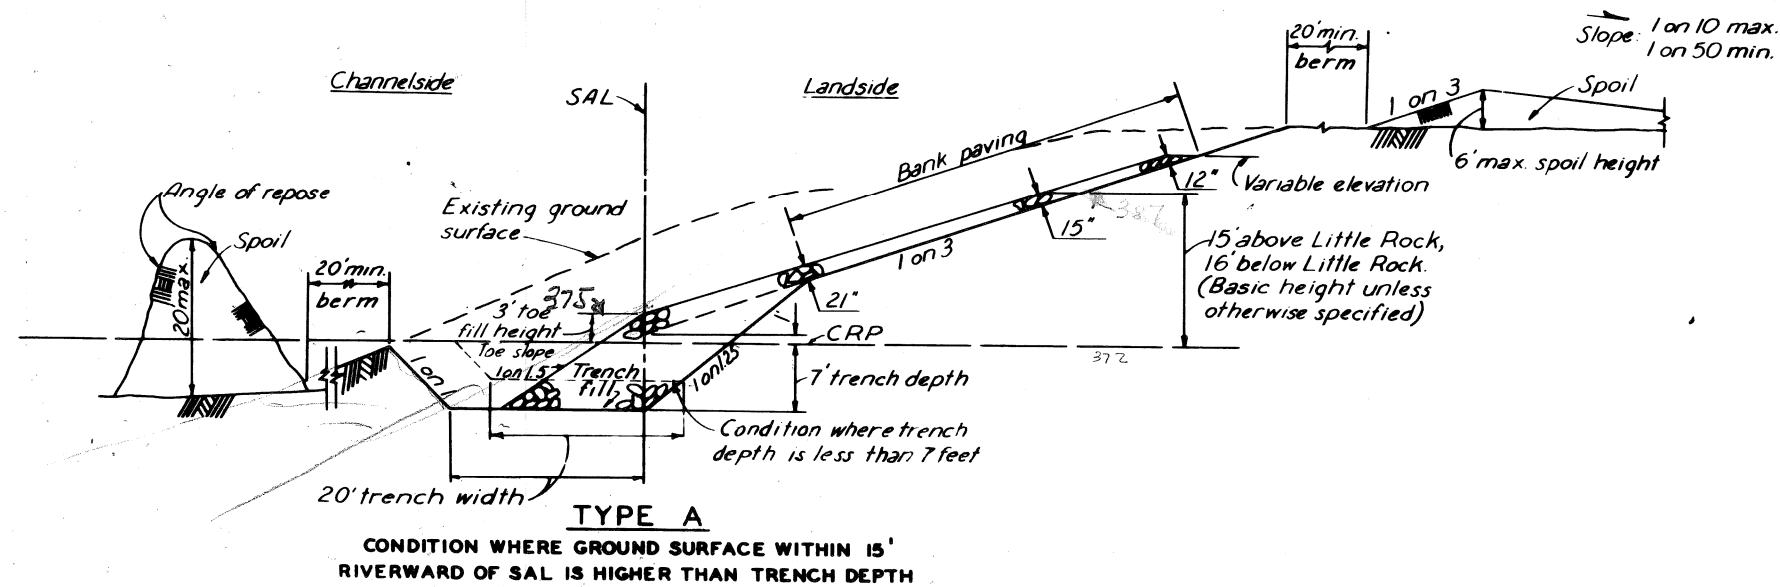 Slope: 1 on 10 max.
1 on 50 min.
20' min.
berm
Channelside
SAL
Landside
1 on 3
Spoil
6' max. spoil height
Bank paving
12"
Variable elevation
Angle of repose
Spoil
Existing ground
surface
387
15"
15' above Little Rock,
16' below Little Rock.
(Basic height unless
otherwise specified)
1 on 3
20' max.
20' min.
berm
375
3' toe
fill height
21"
CRP
372
Toe slope
1 on 1.5
Trench
fill
1 on 1
1 on 1.25
7' trench depth
Condition where trench
depth is less than 7 feet
20' trench width
TYPE A
CONDITION WHERE GROUND SURFACE WITHIN 15'
RIVERWARD OF SAL IS HIGHER THAN TRENCH DEPTH